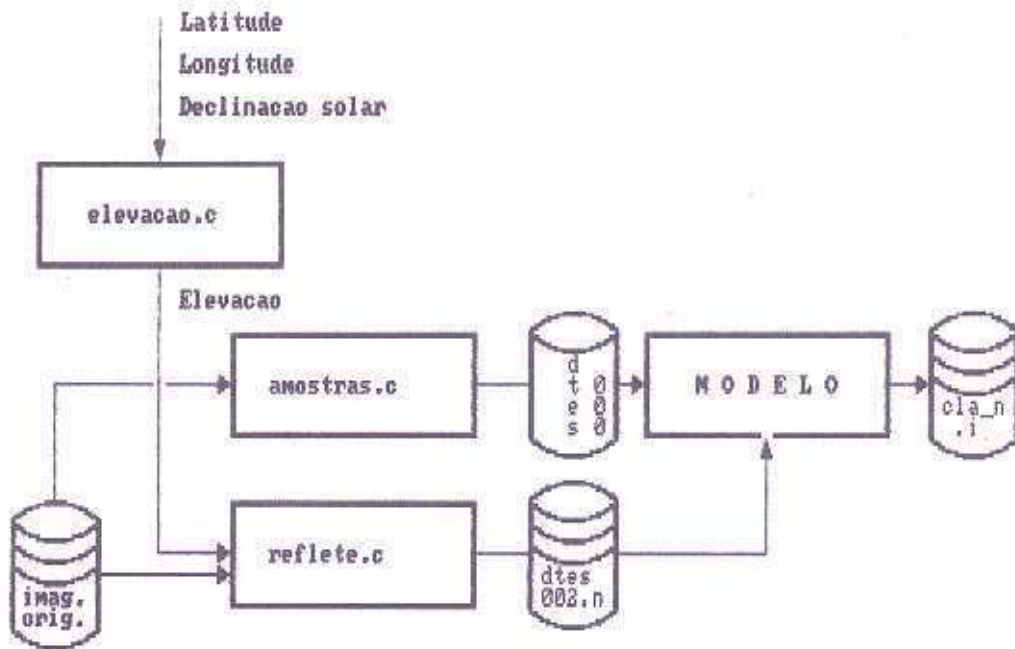 Latitude
Longitude
Declinacao solar
elevacao.c
Elevacao
amostras.c
dtes
000
M O D E L O
cla_n
.i
reflete.c
dtes
002.n
imag.
orig.